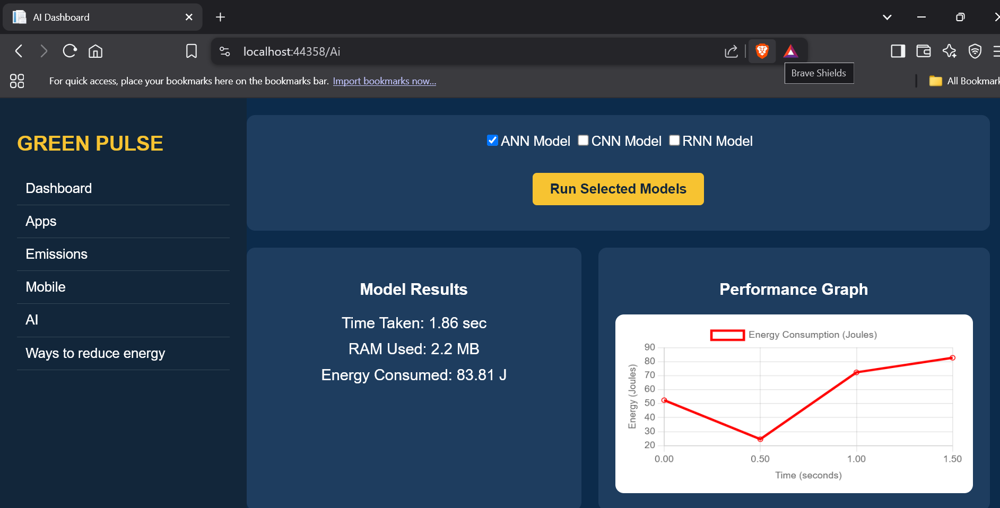 AI Dashboard
localhost:44358/Ai
Brave Shields
For quick access, place your bookmarks here on the bookmarks bar. Import bookmarks now...
All Bookmark
GREEN PULSE
Dashboard
Apps
Emissions
Mobile
AI
Ways to reduce energy
ANN Model CNN Model RNN Model
Run Selected Models
Model Results
Time Taken: 1.86 sec
RAM Used: 2.2 MB
Energy Consumed: 83.81 J
Performance Graph
Energy Consumption (Joules)
Energy (Joules)
90
80
70
60
50
40
30
20
0.00 0.50 1.00 1.50
Time (seconds)